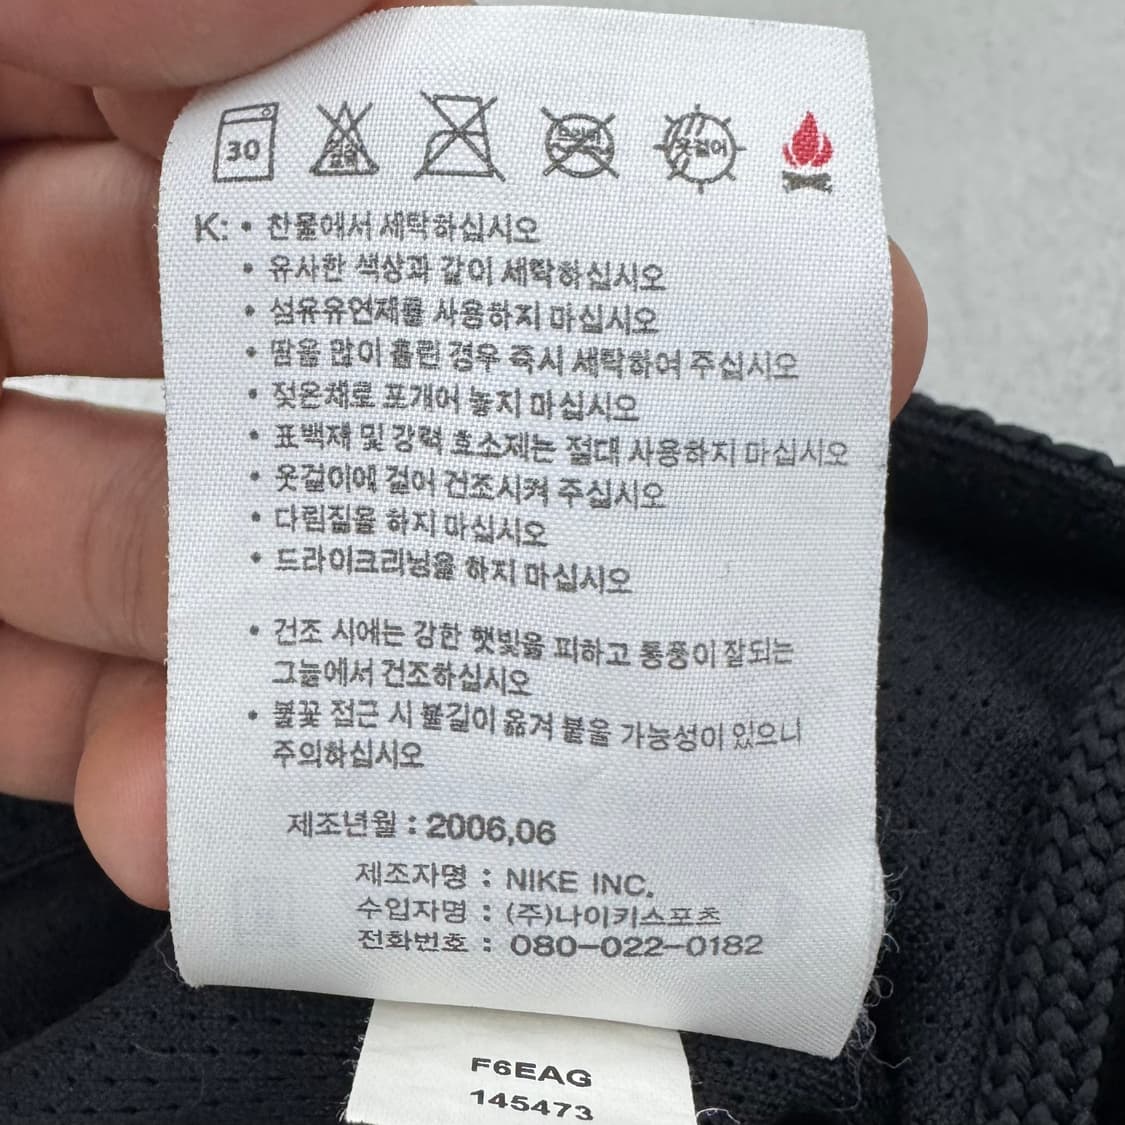 30
염소
드라이
옷걸이
K: • 찬물에서 세탁하십시오
• 유사한 색상과 같이 세탁하십시오
• 섬유유연제를 사용하지 마십시오
• 땀을 많이 흘린 경우 즉시 세탁하여 주십시오
• 젖은채로 포개어 놓지 마십시오
• 표백제 및 강력 효소제는 절대 사용하지 마십시오
• 옷걸이에 걸어 건조시켜 주십시오
• 다림질을 하지 마십시오
• 드라이크리닝을 하지 마십시오
• 건조 시에는 강한 햇빛을 피하고 통풍이 잘되는
그늘에서 건조하십시오
• 불꽃 접근 시 불길이 옮겨 붙을 가능성이 있으니
주의하십시오
제조년월 : 2006,06
제조자명 : NIKE INC.
수입자명 : (주)나이키스포츠
전화번호 : 080-022-0182
F6EAG
145473